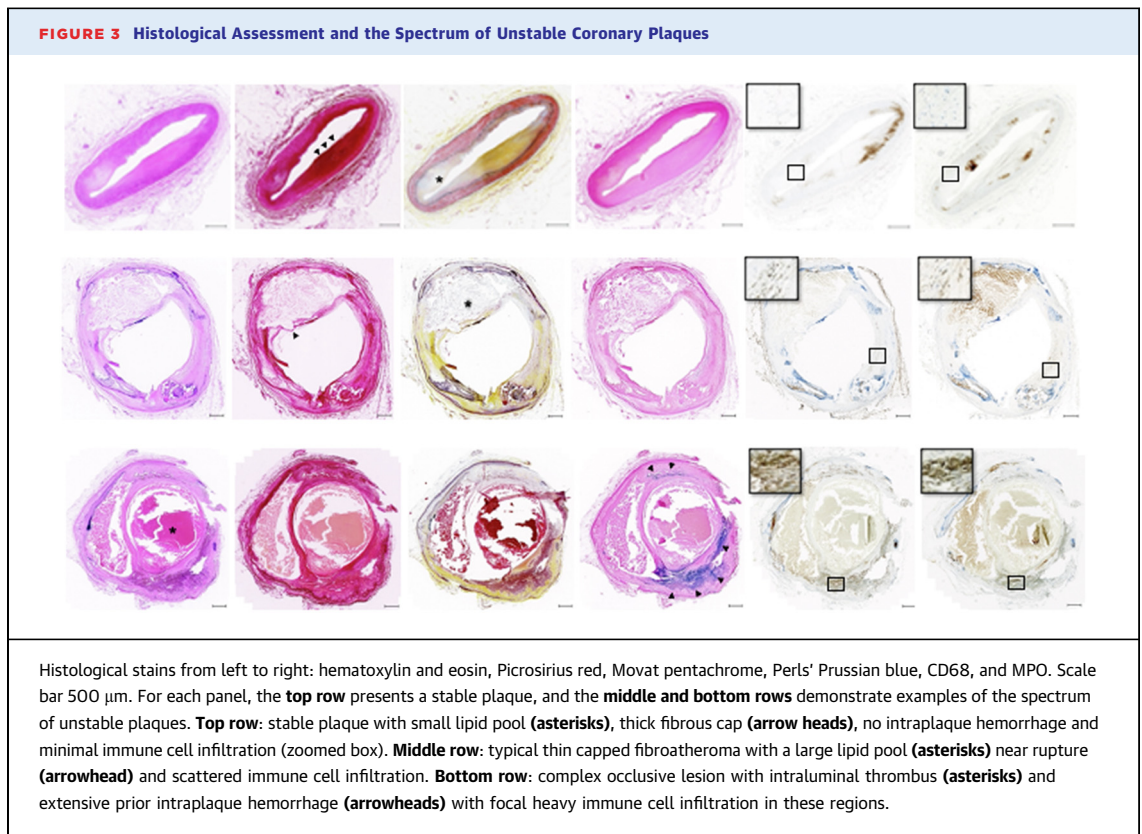 FIGURE 3 Histological Assessment and the Spectrum of Unstable Coronary Plaques
Histological stains from left to right: hematoxylin and eosin, Picrosirius red, Movat pentachrome, Perls’ Prussian blue, CD68, and MPO. Scale
bar 500 μm. For each panel, the top row presents a stable plaque, and the middle and bottom rows demonstrate examples of the spectrum
of unstable plaques. Top row: stable plaque with small lipid pool (asterisks), thick fibrous cap (arrow heads), no intraplaque hemorrhage and
minimal immune cell infiltration (zoomed box). Middle row: typical thin capped fibroatheroma with a large lipid pool (asterisks) near rupture
(arrowhead) and scattered immune cell infiltration. Bottom row: complex occlusive lesion with intraluminal thrombus (asterisks) and
extensive prior intraplaque hemorrhage (arrowheads) with focal heavy immune cell infiltration in these regions.